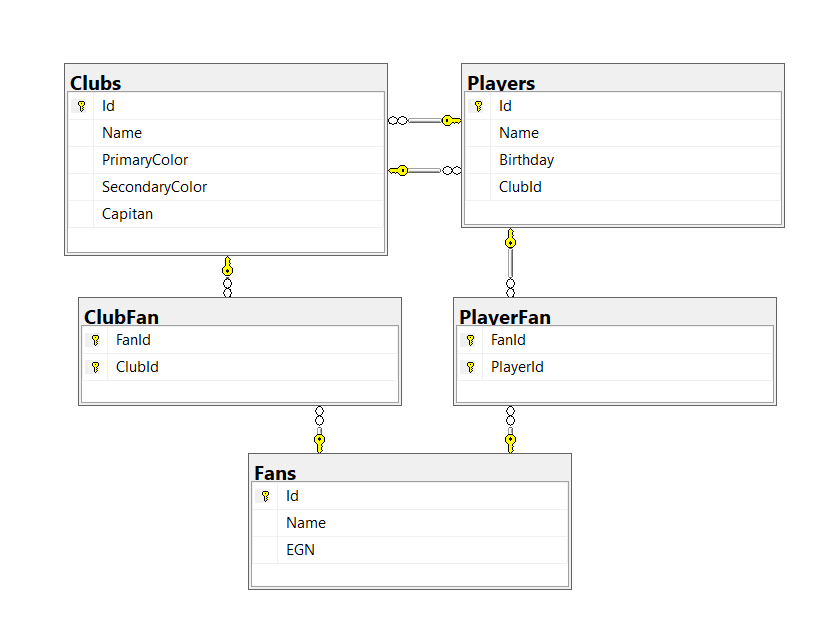 Clubs
Id
Name
PrimaryColor
SecondaryColor
Capitan
Players
Id
Name
Birthday
ClubId
ClubFan
FanId
ClubId
PlayerFan
FanId
PlayerId
Fans
Id
Name
EGN